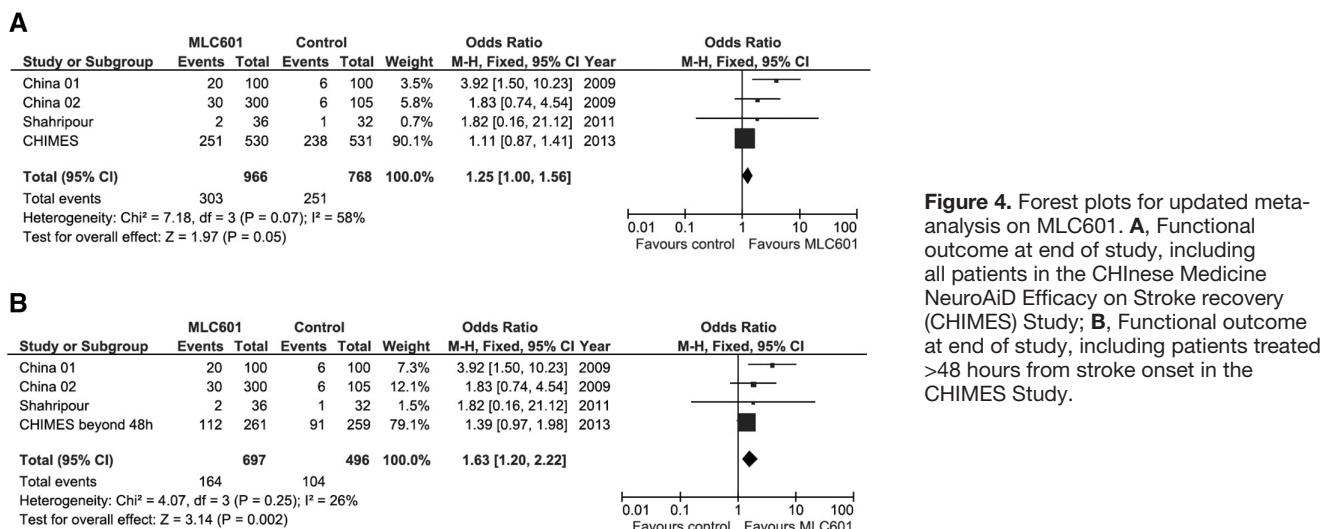 A
MLC601 Control Odds Ratio Odds Ratio
Study or Subgroup Events Total Events Total Weight M-H, Fixed, 95% CI Year M-H, Fixed, 95% CI
China 01 20 100 6 100 3.5% 3.92 [1.50, 10.23] 2009
China 02 30 300 6 105 5.8% 1.83 [0.74, 4.54] 2009
Shahripour 2 36 1 32 0.7% 1.82 [0.16, 21.12] 2011
CHIMES 251 530 238 531 90.1% 1.11 [0.87, 1.41] 2013
Total (95% CI) 966 768 100.0% 1.25 [1.00, 1.56]
Total events 303 251
Heterogeneity: Chi² = 7.18, df = 3 (P = 0.07); I² = 58%
Test for overall effect: Z = 1.97 (P = 0.05)
0.01 0.1 1 10 100
Favours control Favours MLC601
B
MLC601 Control Odds Ratio Odds Ratio
Study or Subgroup Events Total Events Total Weight M-H, Fixed, 95% CI Year M-H, Fixed, 95% CI
China 01 20 100 6 100 7.3% 3.92 [1.50, 10.23] 2009
China 02 30 300 6 105 12.1% 1.83 [0.74, 4.54] 2009
Shahripour 2 36 1 32 1.5% 1.82 [0.16, 21.12] 2011
CHIMES beyond 48h 112 261 91 259 79.1% 1.39 [0.97, 1.98] 2013
Total (95% CI) 697 496 100.0% 1.63 [1.20, 2.22]
Total events 164 104
Heterogeneity: Chi² = 4.07, df = 3 (P = 0.25); I² = 26%
Test for overall effect: Z = 3.14 (P = 0.002)
0.01 0.1 1 10 100
Favours control Favours MLC601
Figure 4. Forest plots for updated meta-
analysis on MLC601. A, Functional
outcome at end of study, including
all patients in the CHInese Medicine
NeuroAiD Efficacy on Stroke recovery
(CHIMES) Study; B, Functional outcome
at end of study, including patients treated
>48 hours from stroke onset in the
CHIMES Study.